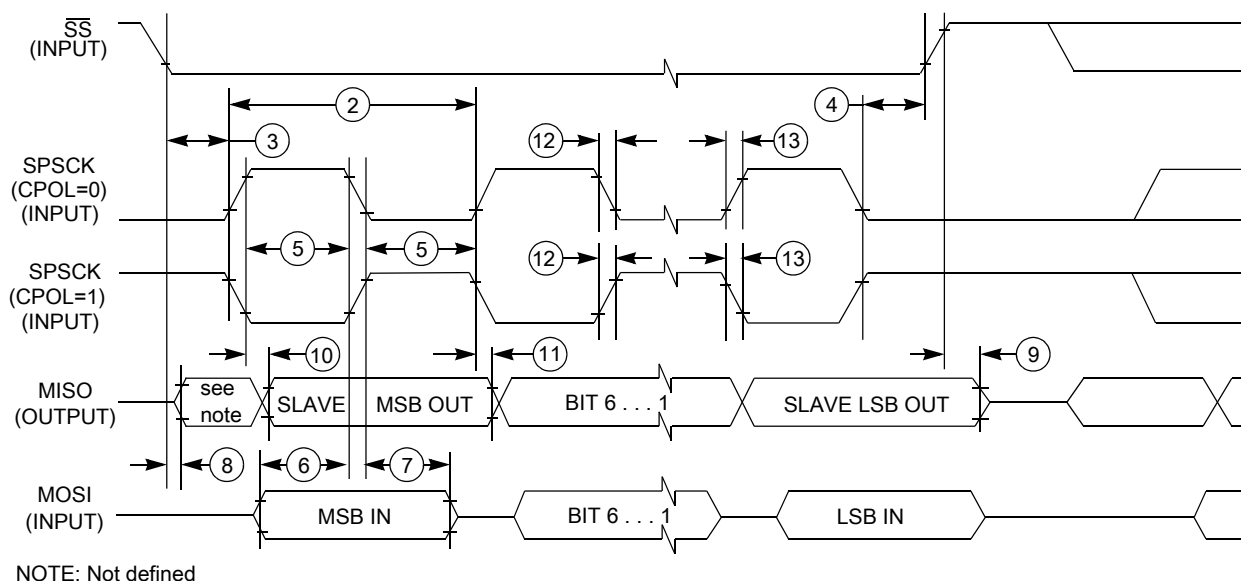 SS
(INPUT)
2
4
3
12
13
SPSCK
(CPOL=0)
(INPUT)
5
5
SPSCK
(CPOL=1)
(INPUT)
12
13
10
11
9
MISO
(OUTPUT)
see
note
SLAVE
MSB OUT
BIT 6 . . . 1
SLAVE LSB OUT
8
6
7
MOSI
(INPUT)
MSB IN
BIT 6 . . . 1
LSB IN
NOTE: Not defined